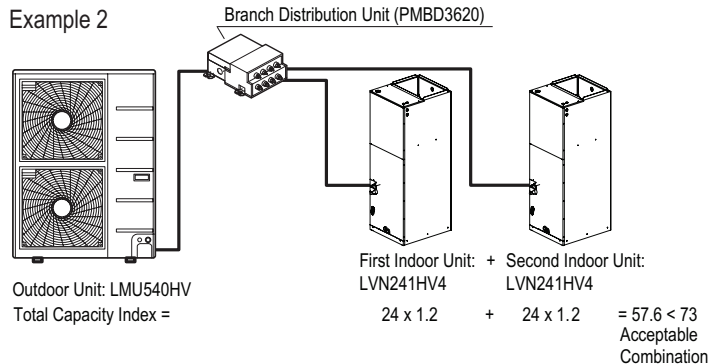 Example 2
Branch Distribution Unit (PMBD3620)
First Indoor Unit: + Second Indoor Unit:
LVN241HV4 LVN241HV4
Outdoor Unit: LMU540HV
Total Capacity Index = 24 x 1.2 + 24 x 1.2 = 57.6 < 73
Acceptable
Combination